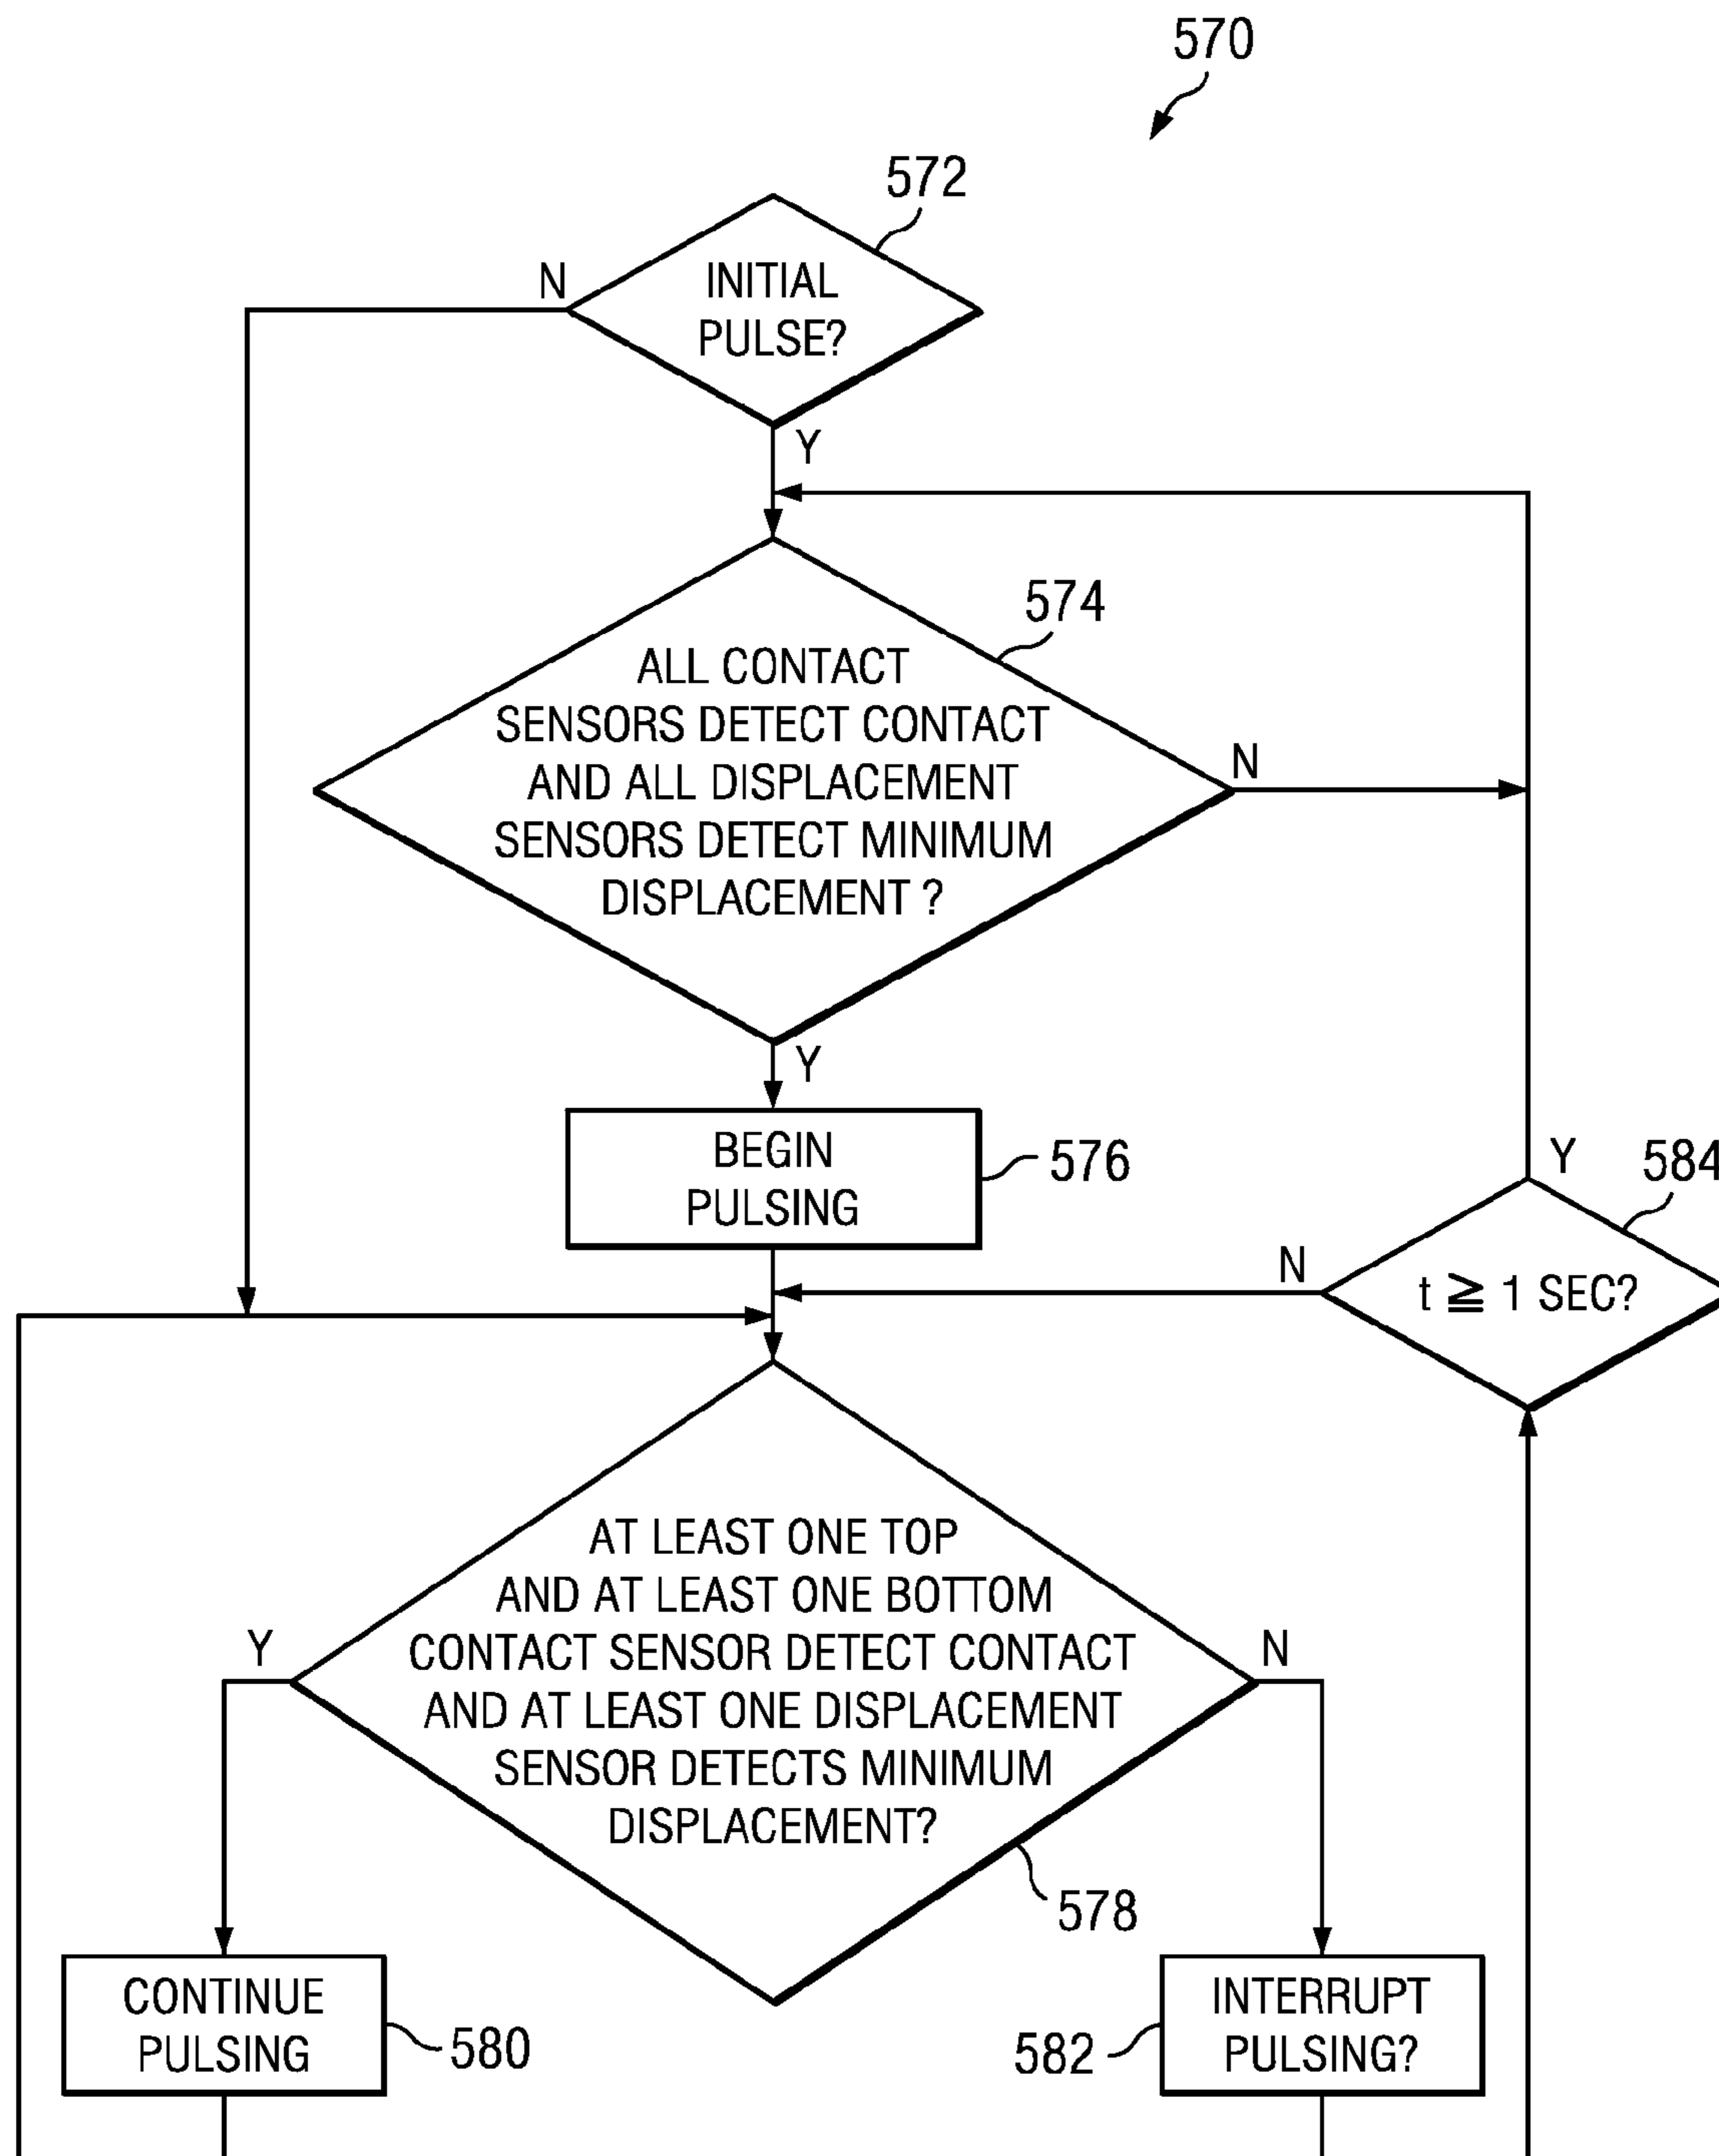 570
572
N
INITIAL
PULSE?
Y
574
ALL CONTACT
SENSORS DETECT CONTACT
AND ALL DISPLACEMENT
SENSORS DETECT MINIMUM
DISPLACEMENT ?
N
Y
BEGIN
PULSING
576
Y
584
N
t ≧ 1 SEC?
AT LEAST ONE TOP
AND AT LEAST ONE BOTTOM
CONTACT SENSOR DETECT CONTACT
AND AT LEAST ONE DISPLACEMENT
SENSOR DETECTS MINIMUM
DISPLACEMENT?
Y
N
578
CONTINUE
PULSING
580
INTERRUPT
PULSING?
582